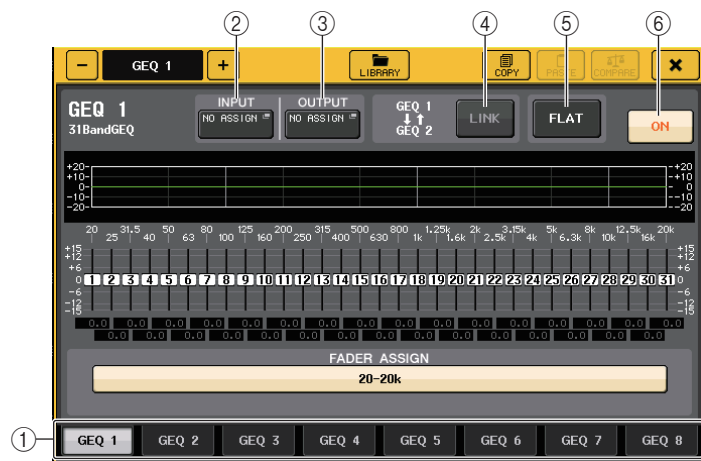 ② ③ ④ ⑤ ⑥
− GEQ 1 + LIBRARY COPY PASTE COMPARE ×
GEQ 1
31BandGEQ
INPUT
NO ASSIGN
OUTPUT
NO ASSIGN
GEQ 1
GEQ 2
LINK
FLAT
ON
+20 +20
+10 +10
0 0
−10 −10
−20 −20
20 31.5 50 80 125 200 315 500 800 1.25k 2k 3.15k 5k 8k 12.5k 20k
25 40 63 100 160 250 400 630 1k 1.6k 2.5k 4k 6.3k 10k 16k
+15 +15
+12 +12
+6 +6
0 1 2 3 4 5 6 7 8 9 10 11 12 13 14 15 16 17 18 19 20 21 22 23 24 25 26 27 28 29 30 31 0
−6 −6
−12 −12
−15 −15
0.0 0.0 0.0 0.0 0.0 0.0 0.0 0.0 0.0 0.0 0.0 0.0 0.0 0.0 0.0 0.0
0.0 0.0 0.0 0.0 0.0 0.0 0.0 0.0 0.0 0.0 0.0 0.0 0.0 0.0 0.0
FADER ASSIGN
20-20k
① GEQ 1 GEQ 2 GEQ 3 GEQ 4 GEQ 5 GEQ 6 GEQ 7 GEQ 8